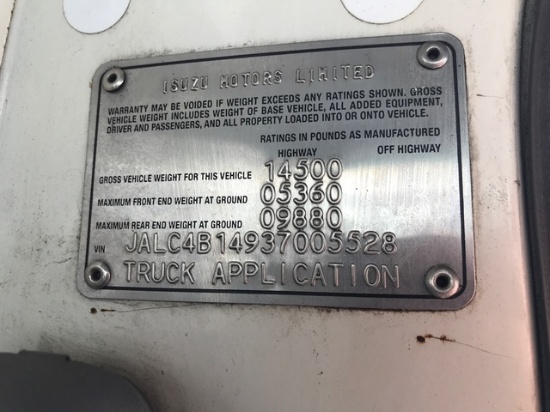 ISUZU MOTORS LIMITED
WARRANTY MAY BE VOIDED IF WEIGHT EXCEEDS ANY RATINGS SHOWN. GROSS
VEHICLE WEIGHT INCLUDES WEIGHT OF BASE VEHICLE, ALL ADDED EQUIPMENT,
DRIVER AND PASSENGERS, AND ALL PROPERTY LOADED INTO OR ONTO VEHICLE.
RATINGS IN POUNDS AS MANUFACTURED
HIGHWAY OFF HIGHWAY
GROSS VEHICLE WEIGHT FOR THIS VEHICLE 14500
MAXIMUM FRONT END WEIGHT AT GROUND 05360
MAXIMUM REAR END WEIGHT AT GROUND 09880
VIN JALC4B14937005528
TRUCK APPLICATION